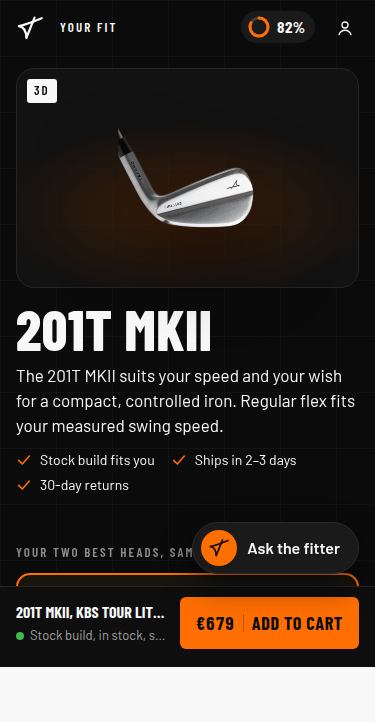 YOUR FIT
82%
3D
201T MKII
The 201T MKII suits your speed and your wish
for a compact, controlled iron. Regular flex fits
your measured swing speed.
Stock build fits you
Ships in 2–3 days
30-day returns
YOUR TWO BEST HEADS, SAM
Ask the fitter
201T MKII, KBS TOUR LIT...
€679 ADD TO CART
Stock build, in stock, s...